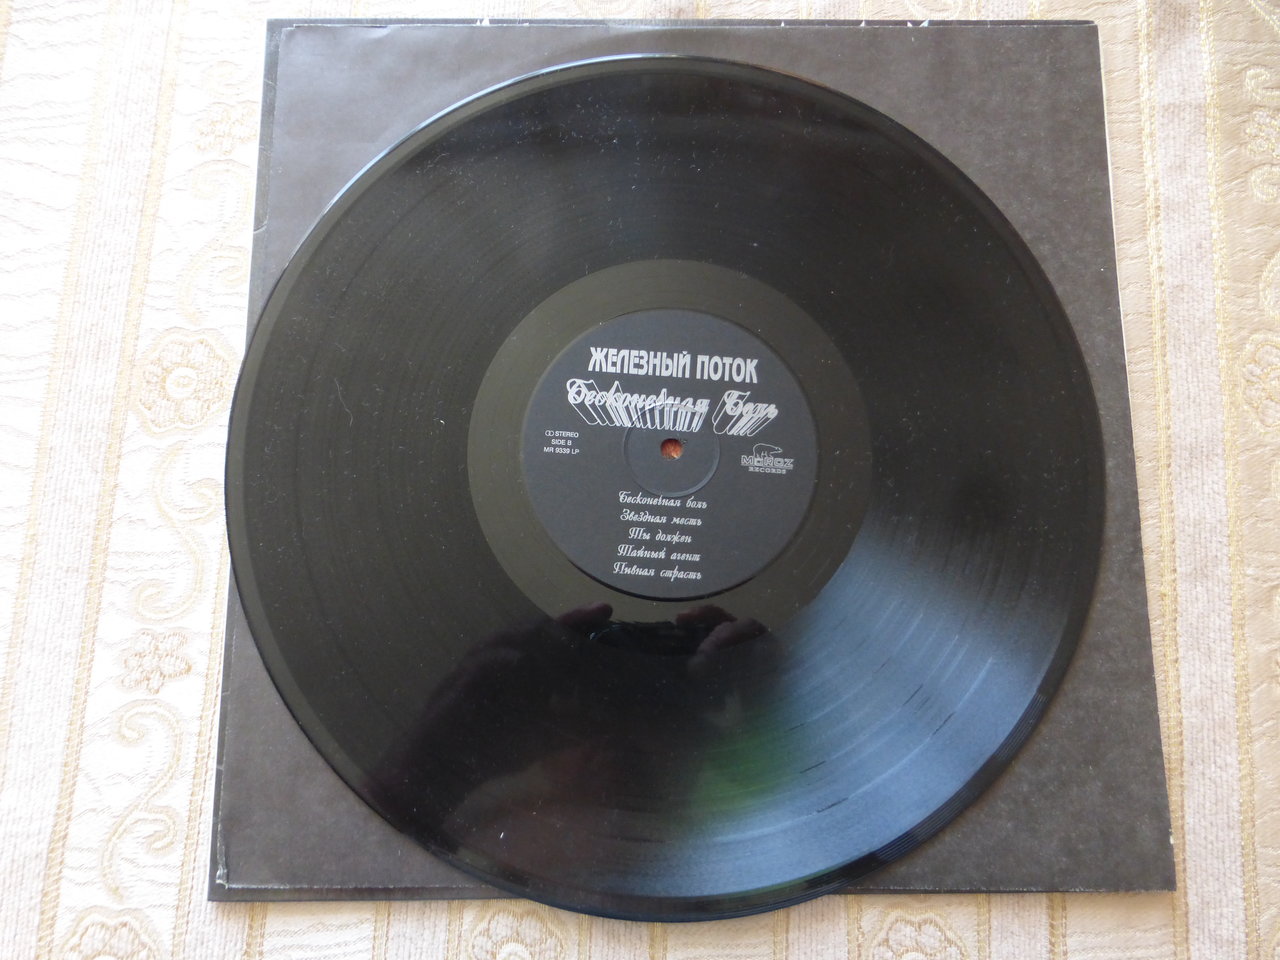 ЖЕЛЕЗНЫЙ ПОТОК
Бесконечная Боль
STEREO
SIDE B
MR 9339 LP
MOROZ
RECORDS
Бесконечная боль
Звёздная месть
Ты должен
Тайный агент
Пивная страсть